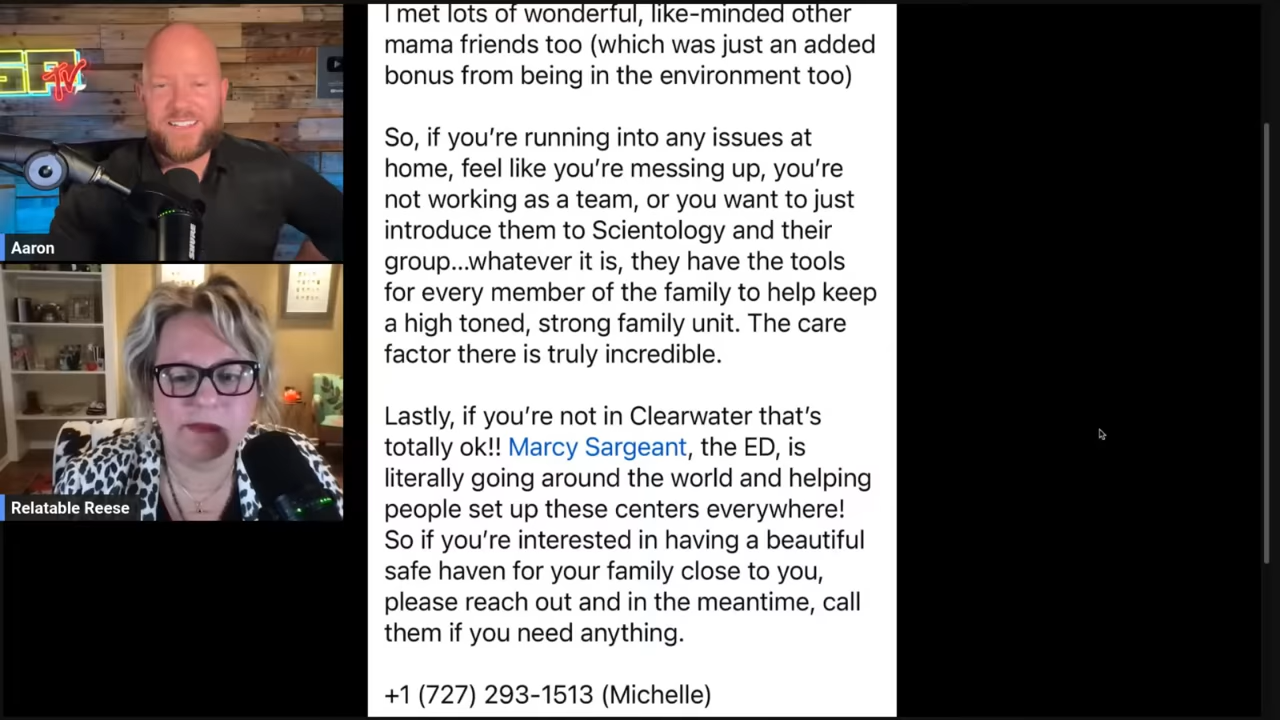 TV
Aaron
SHURE
Relatable Reese
I met lots of wonderful, like-minded other
mama friends too (which was just an added
bonus from being in the environment too)
So, if you’re running into any issues at
home, feel like you’re messing up, you’re
not working as a team, or you want to just
introduce them to Scientology and their
group...whatever it is, they have the tools
for every member of the family to help keep
a high toned, strong family unit. The care
factor there is truly incredible.
Lastly, if you’re not in Clearwater that’s
totally ok!! Marcy Sargeant, the ED, is
literally going around the world and helping
people set up these centers everywhere!
So if you’re interested in having a beautiful
safe haven for your family close to you,
please reach out and in the meantime, call
them if you need anything.
+1 (727) 293-1513 (Michelle)